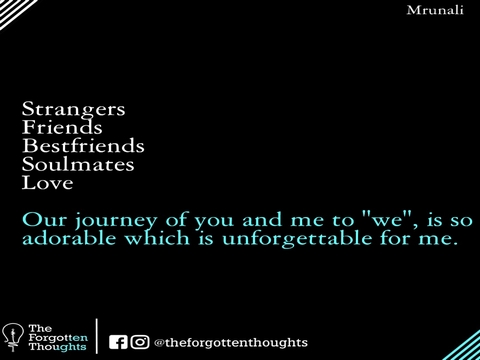 Mrunali
Strangers
Friends
Bestfriends
Soulmates
Love
Our journey of you and me to "we", is so
adorable which is unforgettable for me.
The
Forgotten
Thoughts
@theforgottenthoughts